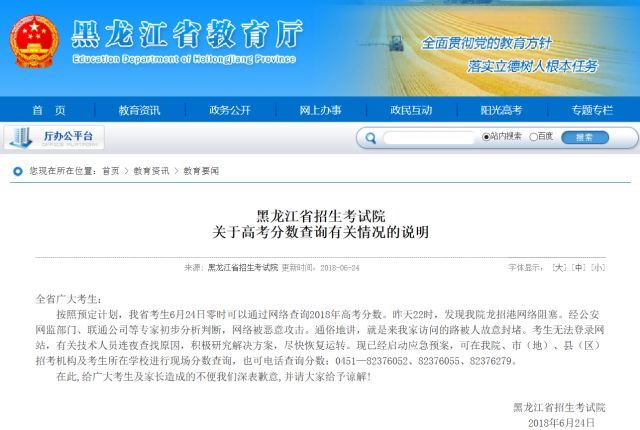 黑龙江省教育厅
Education Department of Heilongjiang Province
全面贯彻党的教育方针
落实立德树人根本任务
首 页 教育资讯 政务公开 网上办事 政民互动 阳光高考 专题专栏
厅办公平台 站内搜索 百度 搜索
OFFICE PLATFORM
您现在所在位置：首页 > 教育资讯 > 教育要闻
黑龙江省招生考试院
关于高考分数查询有关情况的说明
来源：黑龙江省招生考试院 更新时间：2018-06-24 字体显示：[大] [中] [小]
全省广大考生：
按照预定计划，我省考生6月24日零时可以通过网络查询2018年高考分数。昨天22时，发现我院龙招港网络阻塞。经公安
网监部门、联通公司等专家初步分析判断，网络被恶意攻击。通俗地讲，就是来我家访问的路被人故意封堵。考生无法登录网
站，有关技术人员连夜查找原因，积极研究解决方案，尽快恢复运转。现已经启动应急预案，可在我院、市（地）、县（区）
招考机构及考生所在学校进行现场分数查询，也可电话查询分数：0451—82376052、82376055、82376279。
在此,给广大考生及家长造成的不便我们深表歉意,并请大家给予谅解!
黑龙江省招生考试院
2018年6月24日